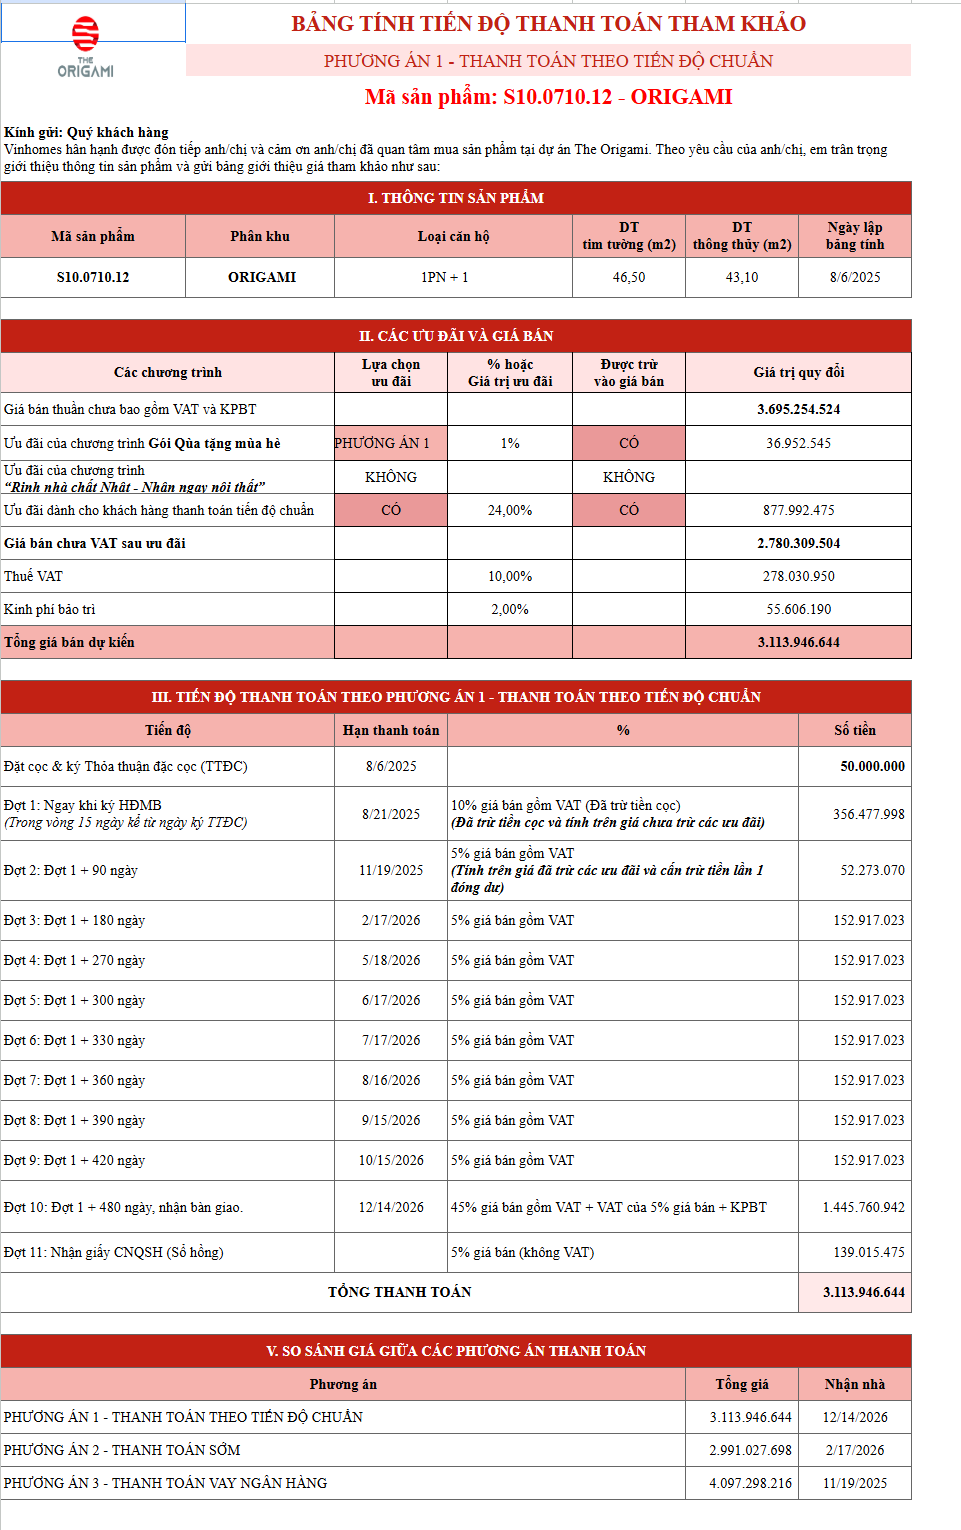 THE
ORIGAMI
BẢNG TÍNH TIẾN ĐỘ THANH TOÁN THAM KHẢO
PHƯƠNG ÁN 1 - THANH TOÁN THEO TIẾN ĐỘ CHUẨN
Mã sản phẩm: S10.0710.12 - ORIGAMI
Kính gửi: Quý khách hàng
Vinhomes hân hạnh được đón tiếp anh/chị và cảm ơn anh/chị đã quan tâm mua sản phẩm tại dự án The Origami. Theo yêu cầu của anh/chị, em trân trọng
giới thiệu thông tin sản phẩm và gửi bảng giới thiệu giá tham khảo như sau:
I. THÔNG TIN SẢN PHẨM
Mã sản phẩm Phân khu Loại căn hộ DT tim tường (m2) DT thông thủy (m2) Ngày lập bảng tính
S10.0710.12 ORIGAMI 1PN + 1 46,50 43,10 8/6/2025
II. CÁC ƯU ĐÃI VÀ GIÁ BÁN
Các chương trình Lựa chọn ưu đãi % hoặc Giá trị ưu đãi Được trừ vào giá bán Giá trị quy đổi
Giá bán thuần chưa bao gồm VAT và KPBT 3.695.254.524
Ưu đãi của chương trình Gói Qùa tặng mùa hè PHƯƠNG ÁN 1 1% CÓ 36.952.545
Ưu đãi của chương trình
“Rinh nhà chất Nhật - Nhận ngay nội thất” KHÔNG KHÔNG
Ưu đãi dành cho khách hàng thanh toán tiến độ chuẩn CÓ 24,00% CÓ 877.992.475
Giá bán chưa VAT sau ưu đãi 2.780.309.504
Thuế VAT 10,00% 278.030.950
Kinh phí bảo trì 2,00% 55.606.190
Tổng giá bán dự kiến 3.113.946.644
III. TIẾN ĐỘ THANH TOÁN THEO PHƯƠNG ÁN 1 - THANH TOÁN THEO TIẾN ĐỘ CHUẨN
Tiến độ Hạn thanh toán % Số tiền
Đặt cọc & ký Thỏa thuận đặc cọc (TTĐC) 8/6/2025 50.000.000
Đợt 1: Ngay khi ký HĐMB
(Trong vòng 15 ngày kể từ ngày ký TTĐC) 8/21/2025 10% giá bán gồm VAT (Đã trừ tiền cọc)
(Đã trừ tiền cọc và tính trên giá chưa trừ các ưu đãi) 356.477.998
Đợt 2: Đợt 1 + 90 ngày 11/19/2025 5% giá bán gồm VAT
(Tính trên giá đã trừ các ưu đãi và cấn trừ tiền lần 1
đóng dư) 52.273.070
Đợt 3: Đợt 1 + 180 ngày 2/17/2026 5% giá bán gồm VAT 152.917.023
Đợt 4: Đợt 1 + 270 ngày 5/18/2026 5% giá bán gồm VAT 152.917.023
Đợt 5: Đợt 1 + 300 ngày 6/17/2026 5% giá bán gồm VAT 152.917.023
Đợt 6: Đợt 1 + 330 ngày 7/17/2026 5% giá bán gồm VAT 152.917.023
Đợt 7: Đợt 1 + 360 ngày 8/16/2026 5% giá bán gồm VAT 152.917.023
Đợt 8: Đợt 1 + 390 ngày 9/15/2026 5% giá bán gồm VAT 152.917.023
Đợt 9: Đợt 1 + 420 ngày 10/15/2026 5% giá bán gồm VAT 152.917.023
Đợt 10: Đợt 1 + 480 ngày, nhận bàn giao. 12/14/2026 45% giá bán gồm VAT + VAT của 5% giá bán + KPBT 1.445.760.942
Đợt 11: Nhận giấy CNQSH (Sổ hồng) 5% giá bán (không VAT) 139.015.475
TỔNG THANH TOÁN 3.113.946.644
V. SO SÁNH GIÁ GIỮA CÁC PHƯƠNG ÁN THANH TOÁN
Phương án Tổng giá Nhận nhà
PHƯƠNG ÁN 1 - THANH TOÁN THEO TIẾN ĐỘ CHUẨN 3.113.946.644 12/14/2026
PHƯƠNG ÁN 2 - THANH TOÁN SỚM 2.991.027.698 2/17/2026
PHƯƠNG ÁN 3 - THANH TOÁN VAY NGÂN HÀNG 4.097.298.216 11/19/2025